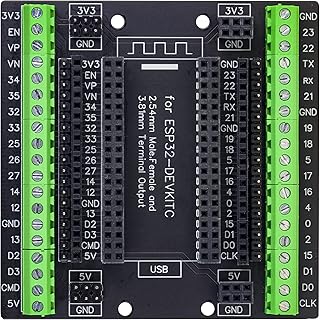 3V3
GND
3V3
GND
3V3
EN
VP
VN
34
35
32
33
25
26
27
14
12
GND
13
D2
D3
CMD
5V
3V3
EN
VP
VN
34
35
32
33
25
26
27
14
12
GND
13
D2
D3
CMD
5V
for ESP32-DEVKITC
2.54mm Male.Female and
3.81mm Terminal Output
USB
GND
23
22
TX
RX
21
GND
19
18
5
17
16
4
0
2
15
D1
D0
CLK
GND
23
22
TX
RX
21
GND
19
18
5
17
16
4
0
2
15
D1
D0
CLK
5V
GND
5V
GND